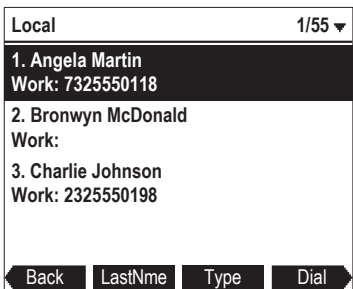 Local 1/55
1. Angela Martin
Work: 7325550118
2. Bronwyn McDonald
Work:
3. Charlie Johnson
Work: 2325550198
Back LastNme Type Dial